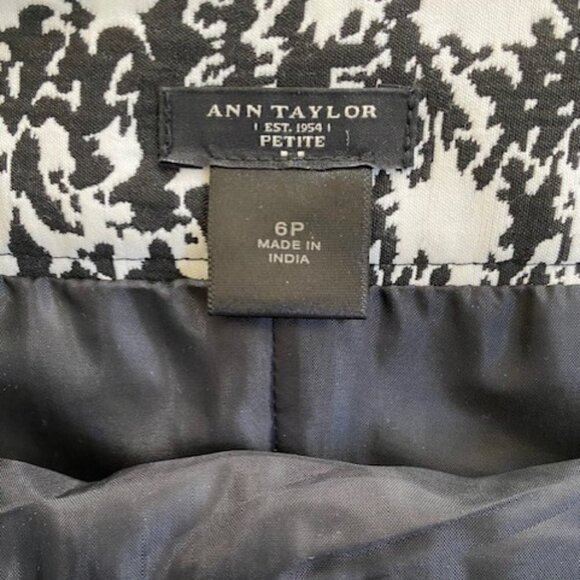 ANN TAYLOR
EST. 1954
PETITE
6P
MADE IN
INDIA